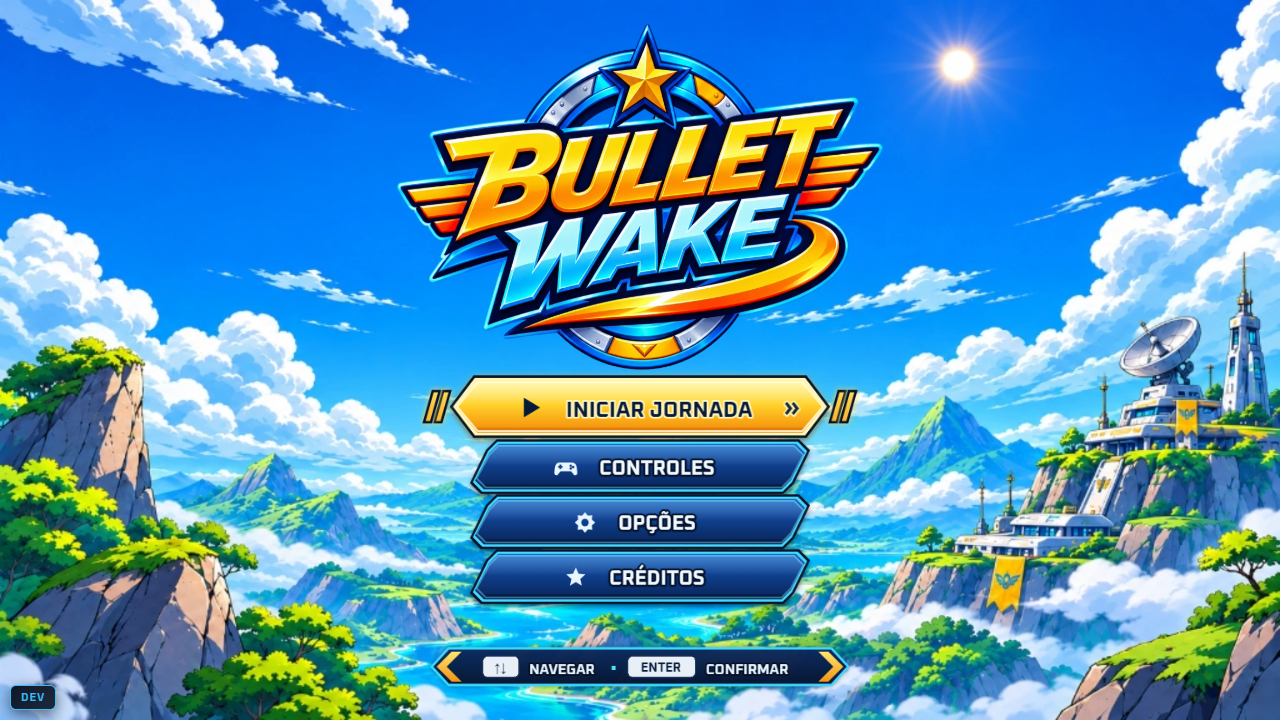 BULLET
WAKE
INICIAR JORNADA
CONTROLES
OPÇÕES
CRÉDITOS
↑↓ NAVEGAR • ENTER CONFIRMAR
DEV